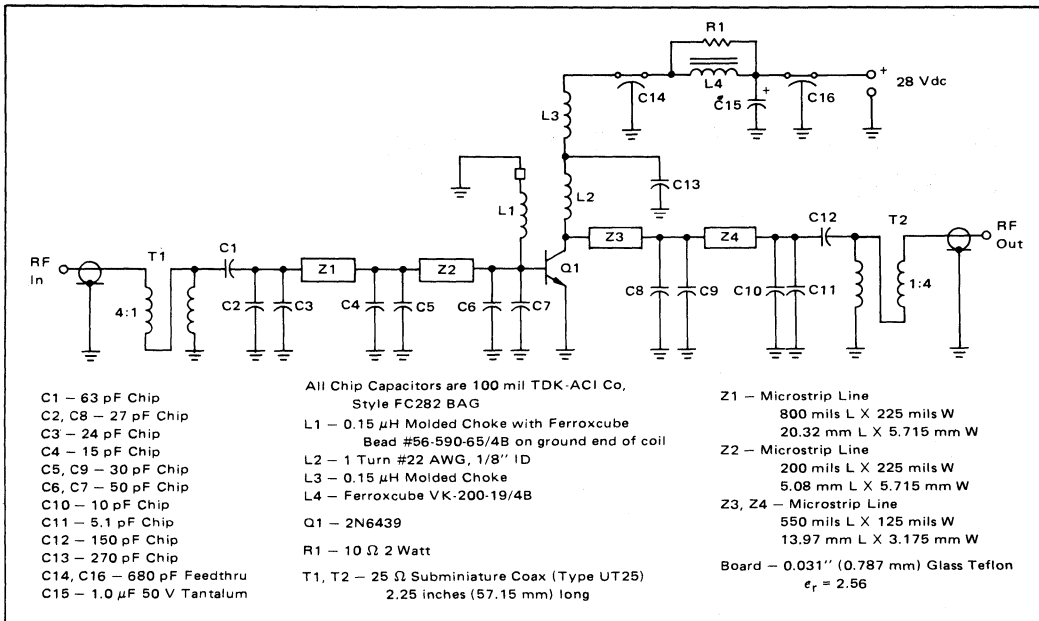 R1
L4
C14
C15
+
C16
+
28 Vdc
L3
C13
L1
L2
C12
T2
RF
Out
C1
Z3
Z4
T1
RF
In
Q1
Z1
Z2
1:4
4:1
C2
C3
C4
C5
C6
C7
C8
C9
C10
C11
C1 – 63 pF Chip
C2, C8 – 27 pF Chip
C3 – 24 pF Chip
C4 – 15 pF Chip
C5, C9 – 30 pF Chip
C6, C7 – 50 pF Chip
C10 – 10 pF Chip
C11 – 5.1 pF Chip
C12 – 150 pF Chip
C13 – 270 pF Chip
C14, C16 – 680 pF Feedthru
C15 – 1.0 μF 50 V Tantalum
All Chip Capacitors are 100 mil TDK-ACI Co,
Style FC282 BAG
L1 – 0.15 μH Molded Choke with Ferroxcube
Bead #56-590-65/4B on ground end of coil
L2 – 1 Turn #22 AWG, 1/8" ID
L3 – 0.15 μH Molded Choke
L4 – Ferroxcube VK-200-19/4B
Q1 – 2N6439
R1 – 10 Ω 2 Watt
T1, T2 – 25 Ω Subminiature Coax (Type UT25)
2.25 inches (57.15 mm) long
Z1 – Microstrip Line
800 mils L X 225 mils W
20.32 mm L X 5.715 mm W
Z2 – Microstrip Line
200 mils L X 225 mils W
5.08 mm L X 5.715 mm W
Z3, Z4 – Microstrip Line
550 mils L X 125 mils W
13.97 mm L X 3.175 mm W
Board – 0.031" (0.787 mm) Glass Teflon
er = 2.56